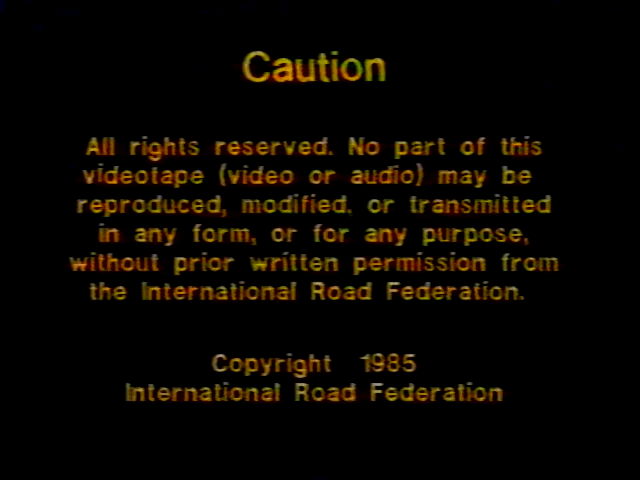 Caution
All rights reserved. No part of this
videotape (video or audio) may be
reproduced, modified, or transmitted
in any form, or for any purpose,
without prior written permission from
the International Road Federation.
Copyright 1985
International Road Federation